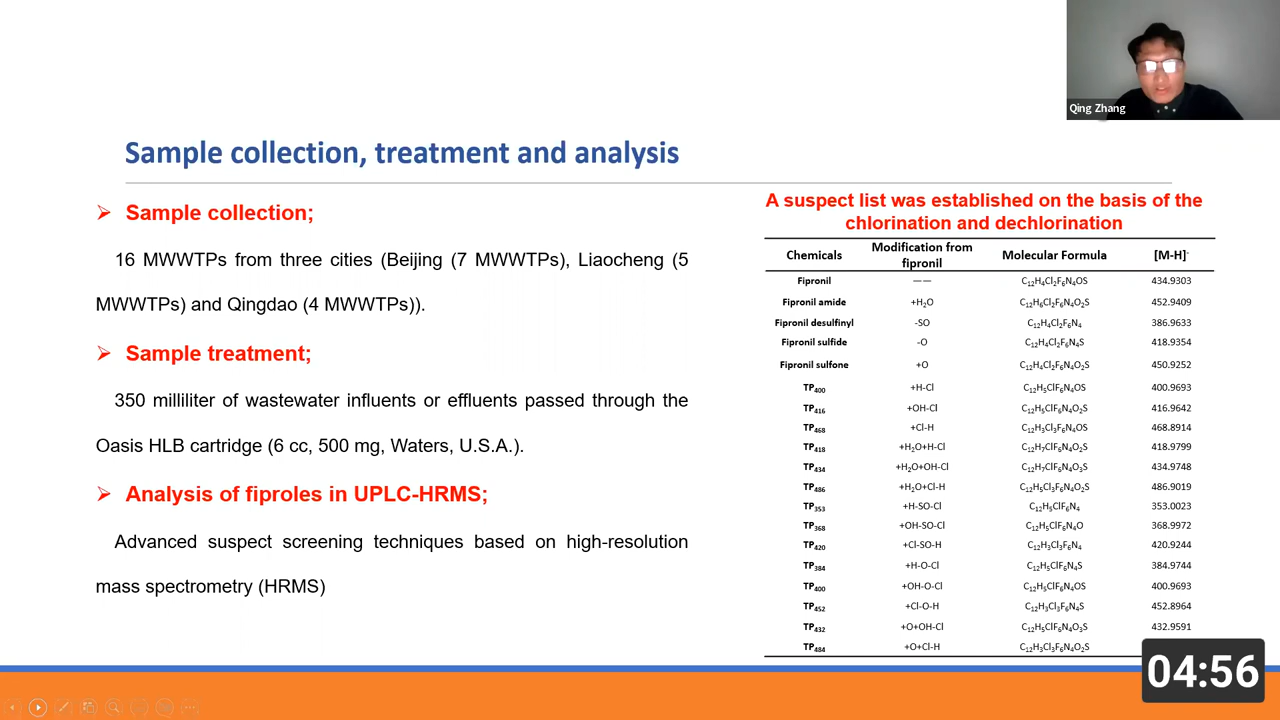 Qing Zhang
Sample collection, treatment and analysis
➢ Sample collection;
16 MWWTPs from three cities (Beijing (7 MWWTPs), Liaocheng (5
MWWTPs) and Qingdao (4 MWWTPs)).
➢ Sample treatment;
350 milliliter of wastewater influents or effluents passed through the
Oasis HLB cartridge (6 cc, 500 mg, Waters, U.S.A.).
➢ Analysis of fiproles in UPLC-HRMS;
Advanced suspect screening techniques based on high-resolution
mass spectrometry (HRMS)
A suspect list was established on the basis of the
chlorination and dechlorination
Chemicals Modification from fipronil Molecular Formula [M-H]⁻
Fipronil —— C₁₂H₄Cl₂F₆N₄OS 434.9303
Fipronil amide +H₂O C₁₂H₆Cl₂F₆N₄O₂S 452.9409
Fipronil desulfinyl -SO C₁₂H₄Cl₂F₆N₄ 386.9633
Fipronil sulfide -O C₁₂H₄Cl₂F₆N₄S 418.9354
Fipronil sulfone +O C₁₂H₄Cl₂F₆N₄O₂S 450.9252
TP₄₀₀ +H-Cl C₁₂H₅ClF₆N₄OS 400.9693
TP₄₁₆ +OH-Cl C₁₂H₅ClF₆N₄O₂S 416.9642
TP₄₆₈ +Cl-H C₁₂H₃Cl₃F₆N₄OS 468.8914
TP₄₁₈ +H₂O+H-Cl C₁₂H₇ClF₆N₄O₂S 418.9799
TP₄₃₄ +H₂O+OH-Cl C₁₂H₇ClF₆N₄O₃S 434.9748
TP₄₈₆ +H₂O+Cl-H C₁₂H₅Cl₃F₆N₄O₂S 486.9019
TP₃₅₃ +H-SO-Cl C₁₂H₅ClF₆N₄ 353.0023
TP₃₆₈ +OH-SO-Cl C₁₂H₅ClF₆N₄O 368.9972
TP₄₂₀ +Cl-SO-H C₁₂H₃Cl₃F₆N₄ 420.9244
TP₃₈₄ +H-O-Cl C₁₂H₅ClF₆N₄S 384.9744
TP₄₀₀ +OH-O-Cl C₁₂H₅ClF₆N₄OS 400.9693
TP₄₅₂ +Cl-O-H C₁₂H₃Cl₃F₆N₄S 452.8964
TP₄₃₂ +O+OH-Cl C₁₂H₅ClF₆N₄O₃S 432.9591
TP₄₈₄ +O+Cl-H C₁₂H₃Cl₃F₆N₄O₂S
04:56